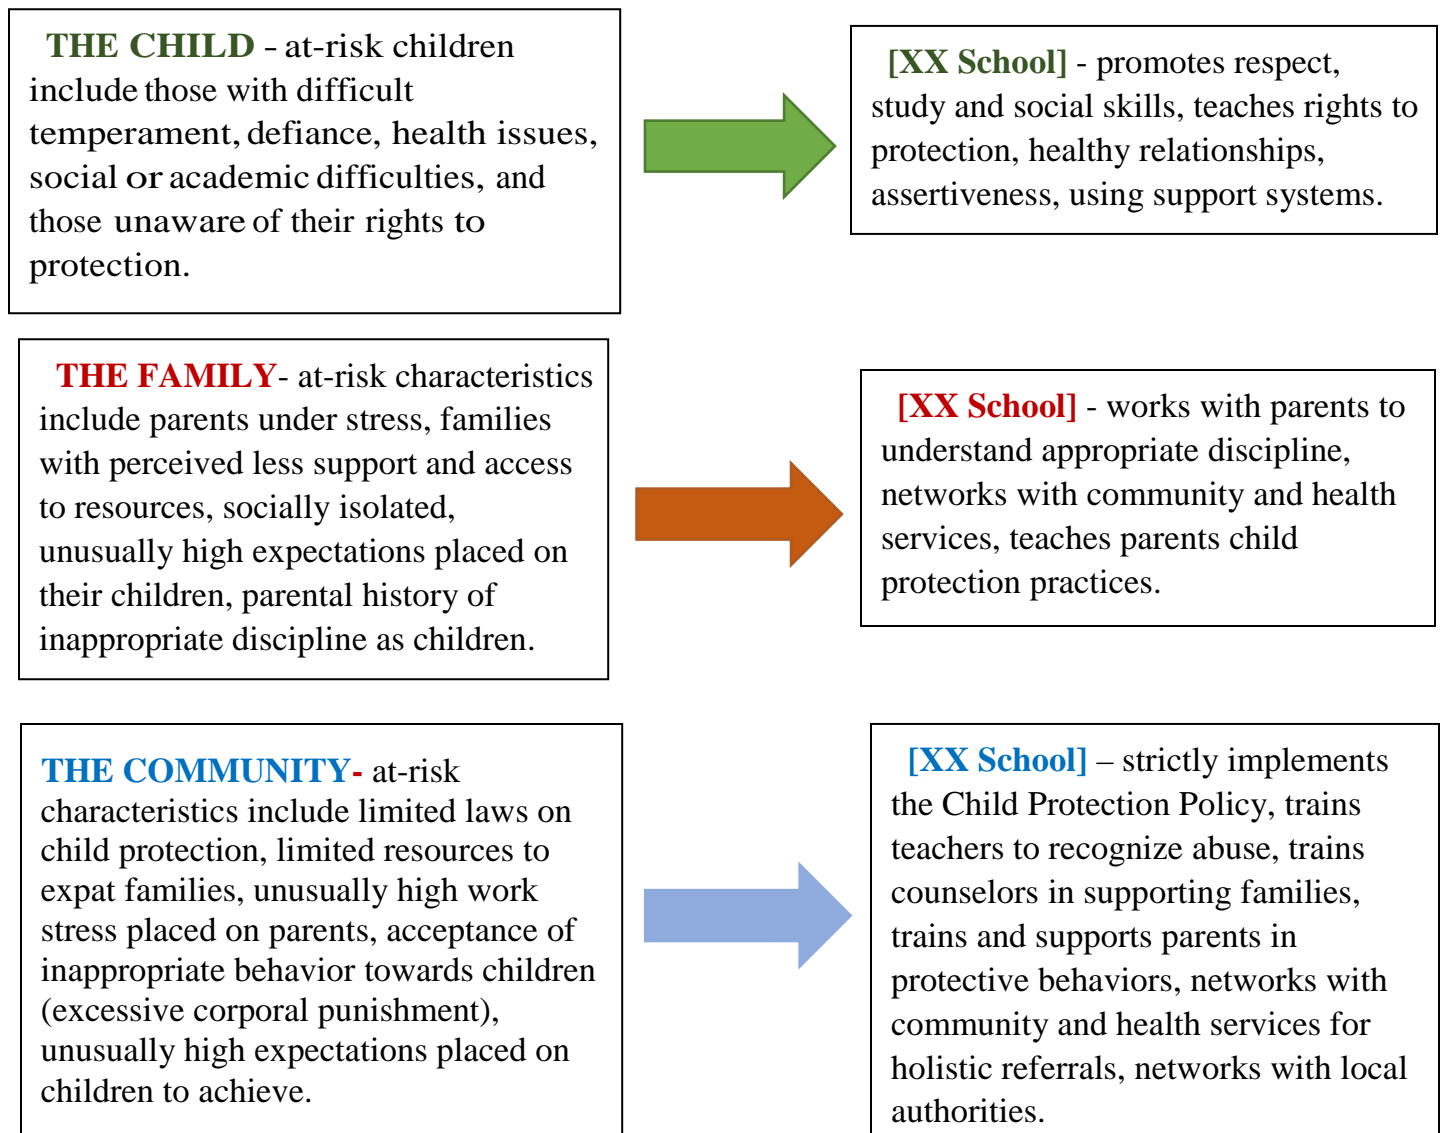 THE CHILD - at-risk children
include those with difficult
temperament, defiance, health issues,
social or academic difficulties, and
those unaware of their rights to
protection.
[XX School] - promotes respect,
study and social skills, teaches rights to
protection, healthy relationships,
assertiveness, using support systems.
THE FAMILY- at-risk characteristics
include parents under stress, families
with perceived less support and access
to resources, socially isolated,
unusually high expectations placed on
their children, parental history of
inappropriate discipline as children.
[XX School] - works with parents to
understand appropriate discipline,
networks with community and health
services, teaches parents child
protection practices.
THE COMMUNITY- at-risk
characteristics include limited laws on
child protection, limited resources to
expat families, unusually high work
stress placed on parents, acceptance of
inappropriate behavior towards children
(excessive corporal punishment),
unusually high expectations placed on
children to achieve.
[XX School] – strictly implements
the Child Protection Policy, trains
teachers to recognize abuse, trains
counselors in supporting families,
trains and supports parents in
protective behaviors, networks with
community and health services for
holistic referrals, networks with local
authorities.